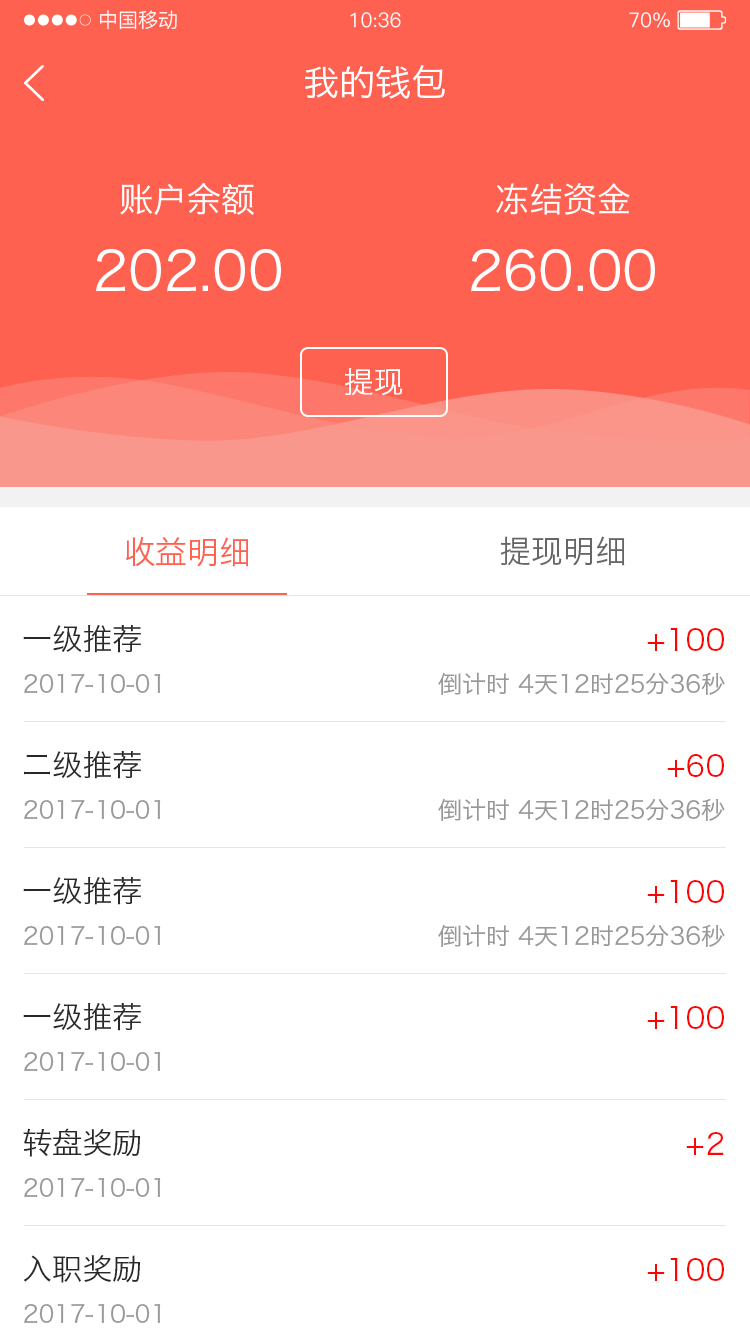 中国移动 10:36 70%
我的钱包
账户余额 冻结资金
202.00 260.00
提现
收益明细 提现明细
一级推荐 +100
2017-10-01 倒计时 4天12时25分36秒
二级推荐 +60
2017-10-01 倒计时 4天12时25分36秒
一级推荐 +100
2017-10-01 倒计时 4天12时25分36秒
一级推荐 +100
2017-10-01
转盘奖励 +2
2017-10-01
入职奖励 +100
2017-10-01